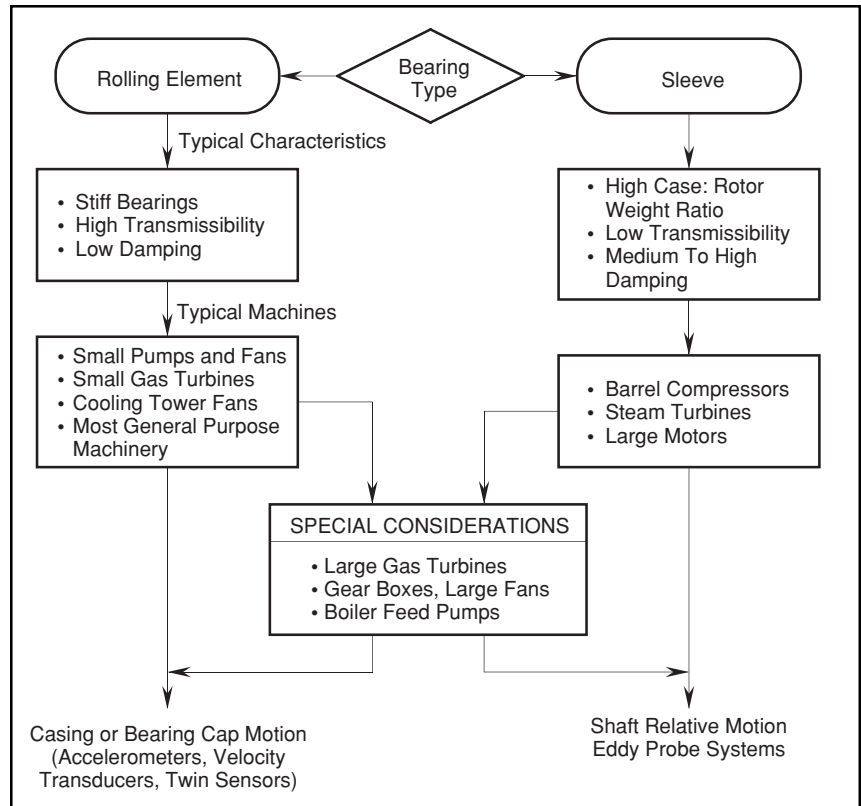 Bearing
Type
Rolling Element
Sleeve
Typical Characteristics
• Stiff Bearings
• High Transmissibility
• Low Damping
• High Case: Rotor
Weight Ratio
• Low Transmissibility
• Medium To High
Damping
Typical Machines
• Small Pumps and Fans
• Small Gas Turbines
• Cooling Tower Fans
• Most General Purpose
Machinery
• Barrel Compressors
• Steam Turbines
• Large Motors
SPECIAL CONSIDERATIONS
• Large Gas Turbines
• Gear Boxes, Large Fans
• Boiler Feed Pumps
Casing or Bearing Cap Motion
(Accelerometers, Velocity
Transducers, Twin Sensors)
Shaft Relative Motion
Eddy Probe Systems